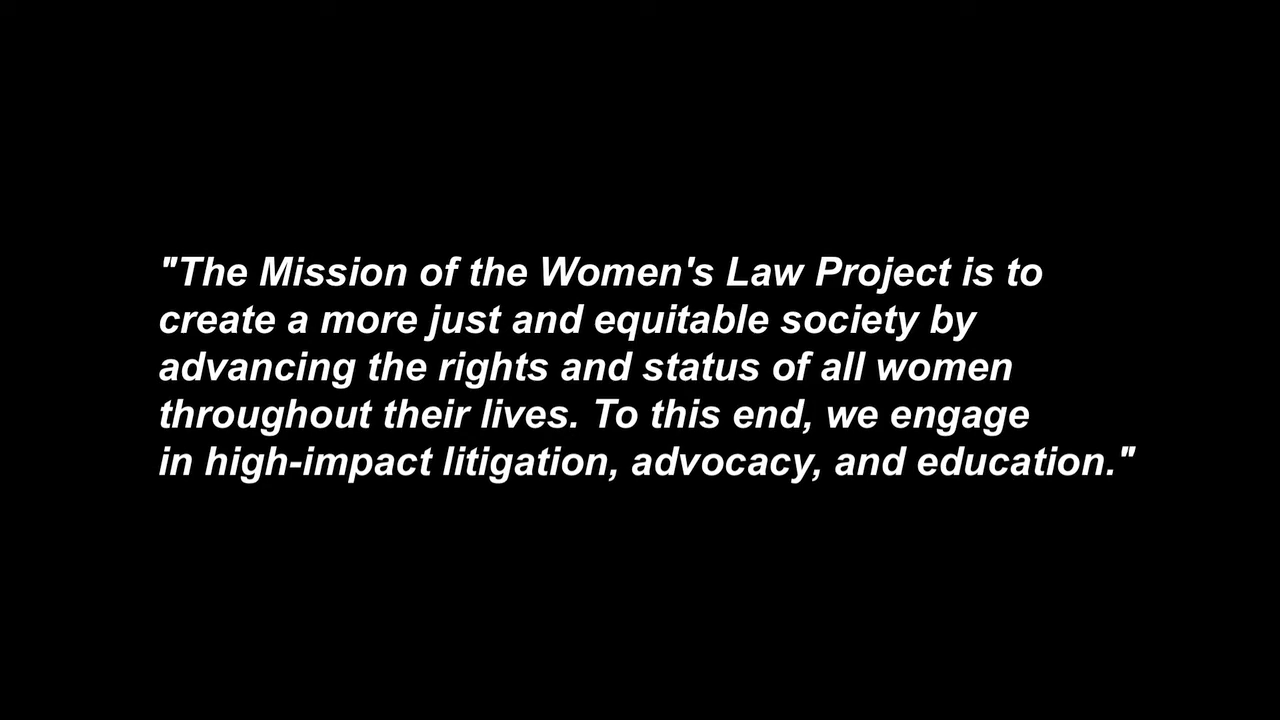 "The Mission of the Women's Law Project is to
create a more just and equitable society by
advancing the rights and status of all women
throughout their lives. To this end, we engage
in high-impact litigation, advocacy, and education."